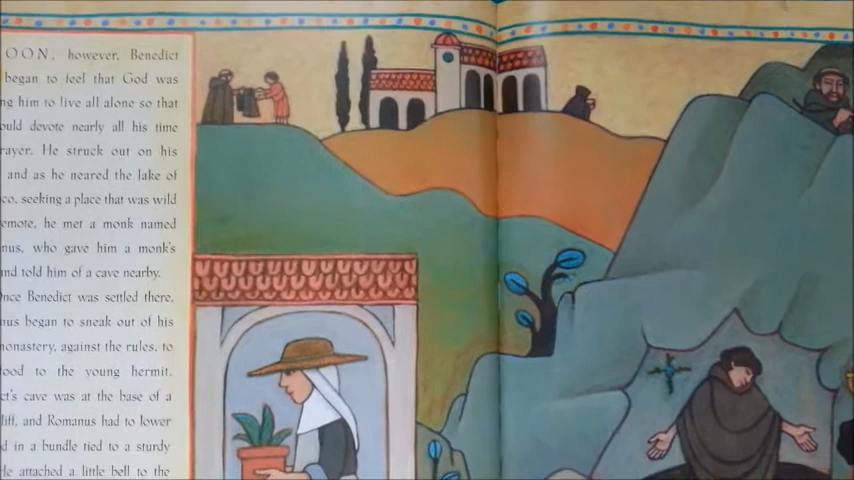 OON, however, Benedict
began to feel that God was
ng him to live all alone so that
ould devote nearly all his time
rayer. He struck out on his
and as he neared the lake of
co, seeking a place that was wild
emote, he met a monk named
nus, who gave him a monk's
nd told him of a cave nearby.
nce Benedict was settled there,
nus began to sneak out of his
onastery, against the rules, to
ood to the young hermit.
ct's cave was at the base of a
liff, and Romanus had to lower
d in a bundle tied to a sturdy
He attached a little bell to the